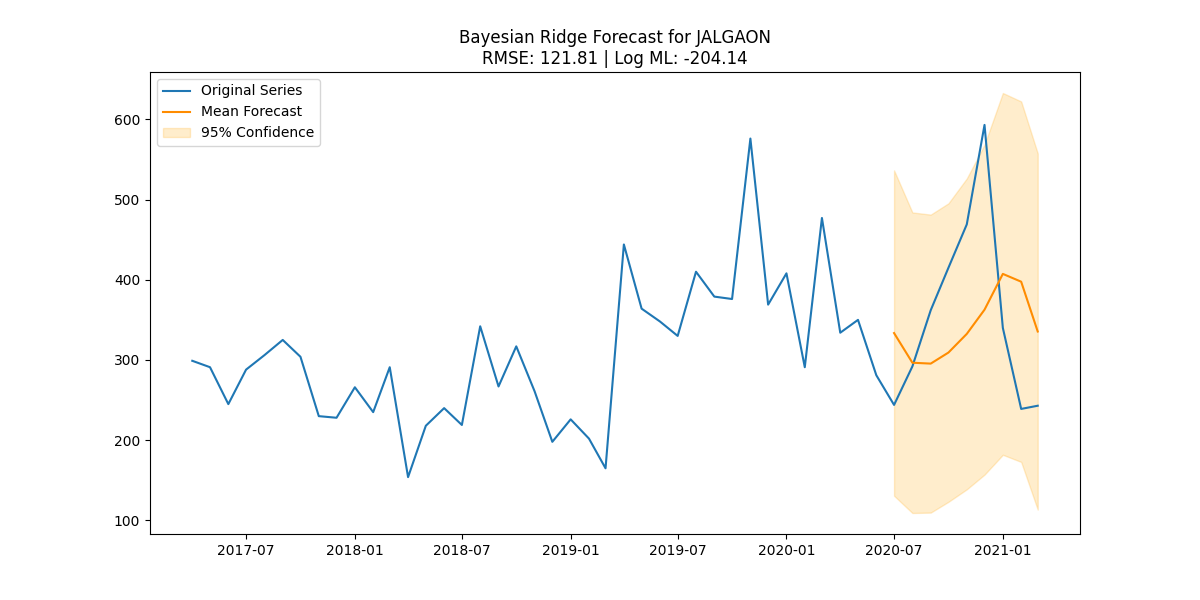 Bayesian Ridge Forecast for JALGAON
RMSE: 121.81 | Log ML: -204.14
Original Series
Mean Forecast
95% Confidence
600
500
400
300
200
100
2017-07
2018-01
2018-07
2019-01
2019-07
2020-01
2020-07
2021-01